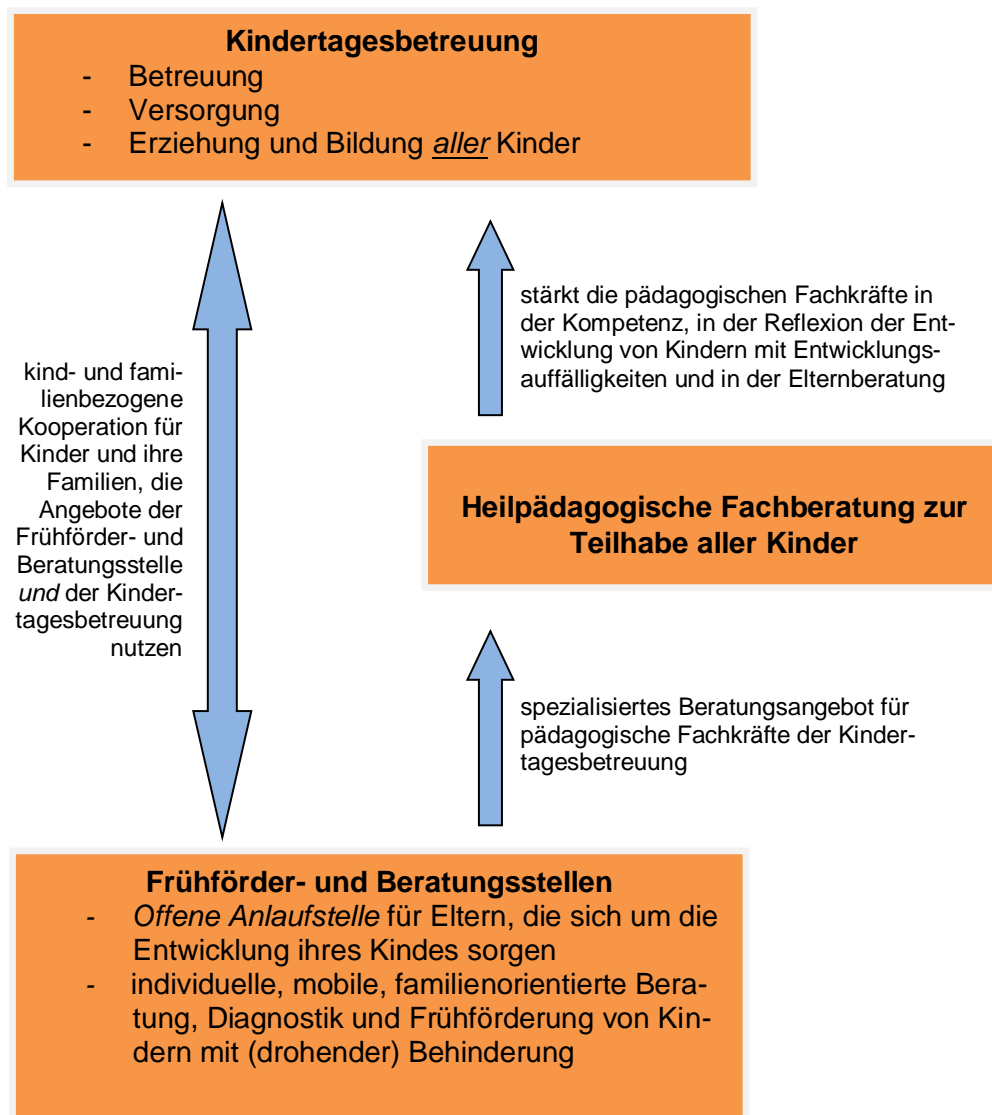 Kindertagesbetreuung
- Betreuung
- Versorgung
- Erziehung und Bildung aller Kinder
stärkt die pädagogischen Fachkräfte in
der Kompetenz, in der Reflexion der Ent-
wicklung von Kindern mit Entwicklungs-
auffälligkeiten und in der Elternberatung
kind- und fami-
lienbezogene
Kooperation für
Kinder und ihre
Familien, die
Angebote der
Frühförder- und
Beratungsstelle
und der Kinder-
tagesbetreuung
nutzen
Heilpädagogische Fachberatung zur
Teilhabe aller Kinder
spezialisiertes Beratungsangebot für
pädagogische Fachkräfte der Kinder-
tagesbetreuung
Frühförder- und Beratungsstellen
- Offene Anlaufstelle für Eltern, die sich um die
Entwicklung ihres Kindes sorgen
- individuelle, mobile, familienorientierte Bera-
tung, Diagnostik und Frühförderung von Kin-
dern mit (drohender) Behinderung